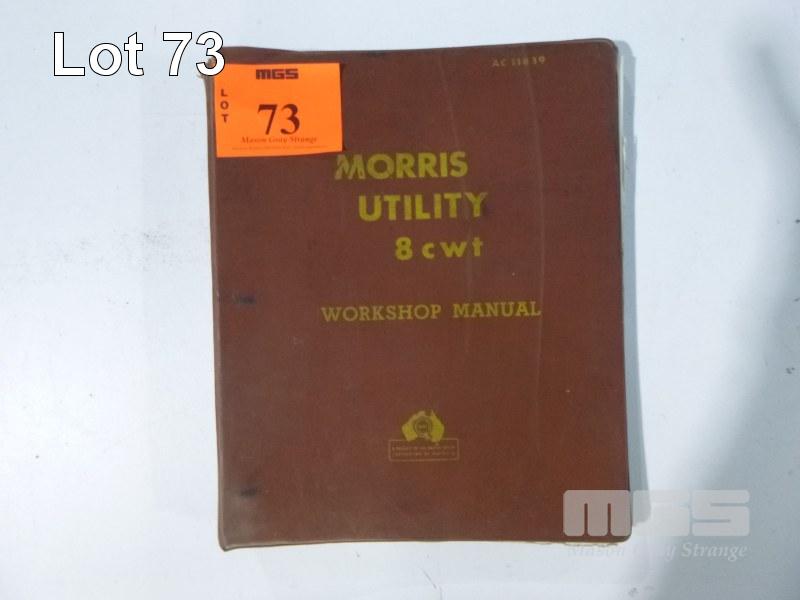 Lot 73
MGS
LOT
73
Mason Gray Strange
AC 11839
MORRIS
UTILITY
8 cwt
WORKSHOP MANUAL
MGS
Mason Gray Strange